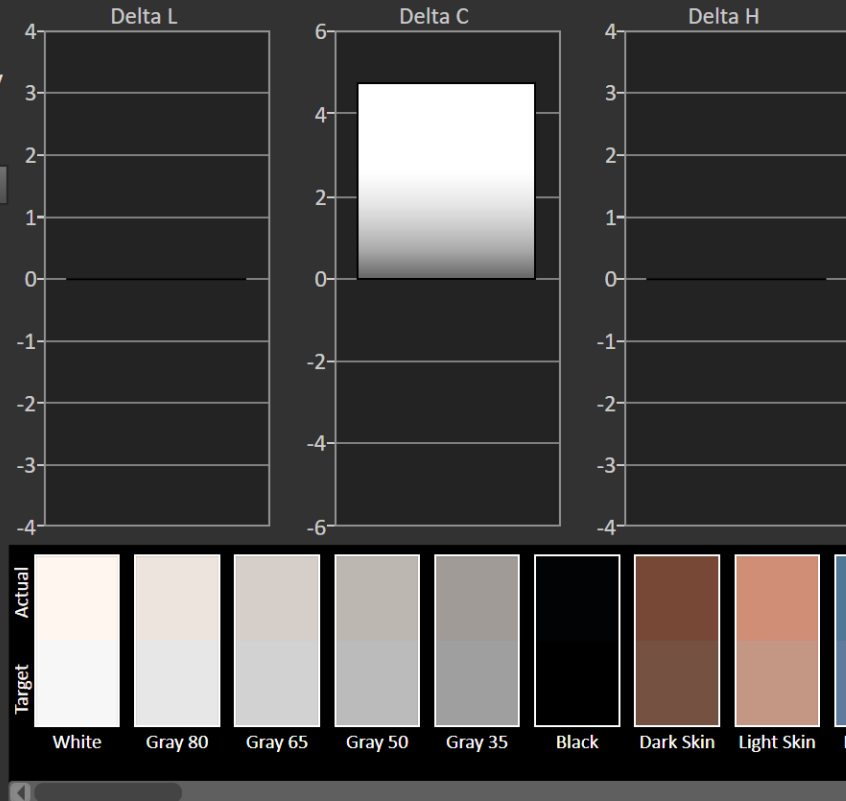 Delta L
Delta C
Delta H
4
3
2
1
0
-1
-2
-3
-4
6
4
2
0
-2
-4
-6
4
3
2
1
0
-1
-2
-3
-4
Actual
Target
White
Gray 80
Gray 65
Gray 50
Gray 35
Black
Dark Skin
Light Skin